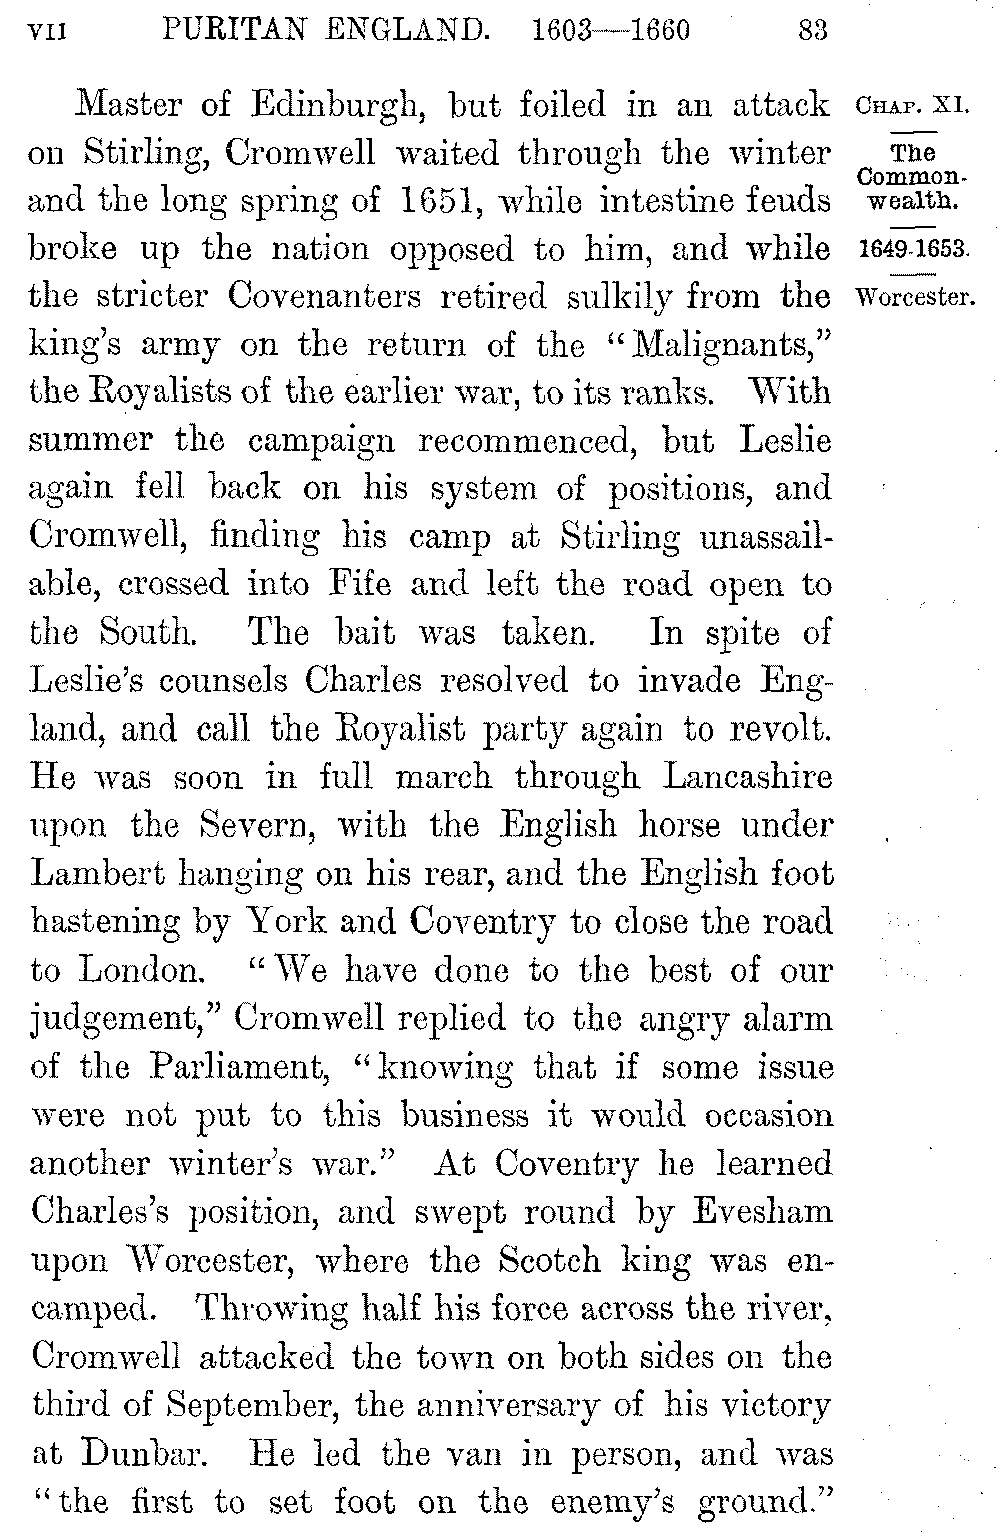 VII PURITAN ENGLAND. 1603—1660 83
Master of Edinburgh, but foiled in an attack
on Stirling, Cromwell waited through the winter
and the long spring of 1651, while intestine feuds
broke up the nation opposed to him, and while
the stricter Covenanters retired sulkily from the
king's army on the return of the "Malignants,"
the Royalists of the earlier war, to its ranks. With
summer the campaign recommenced, but Leslie
again fell back on his system of positions, and
Cromwell, finding his camp at Stirling unassail-
able, crossed into Fife and left the road open to
the South. The bait was taken. In spite of
Leslie's counsels Charles resolved to invade Eng-
land, and call the Royalist party again to revolt.
He was soon in full march through Lancashire
upon the Severn, with the English horse under
Lambert hanging on his rear, and the English foot
hastening by York and Coventry to close the road
to London. "We have done to the best of our
judgement," Cromwell replied to the angry alarm
of the Parliament, "knowing that if some issue
were not put to this business it would occasion
another winter's war." At Coventry he learned
Charles's position, and swept round by Evesham
upon Worcester, where the Scotch king was en-
camped. Throwing half his force across the river,
Cromwell attacked the town on both sides on the
third of September, the anniversary of his victory
at Dunbar. He led the van in person, and was
"the first to set foot on the enemy's ground."
CHAP. XI.
The
Common-
wealth.
1649-1653.
Worcester.